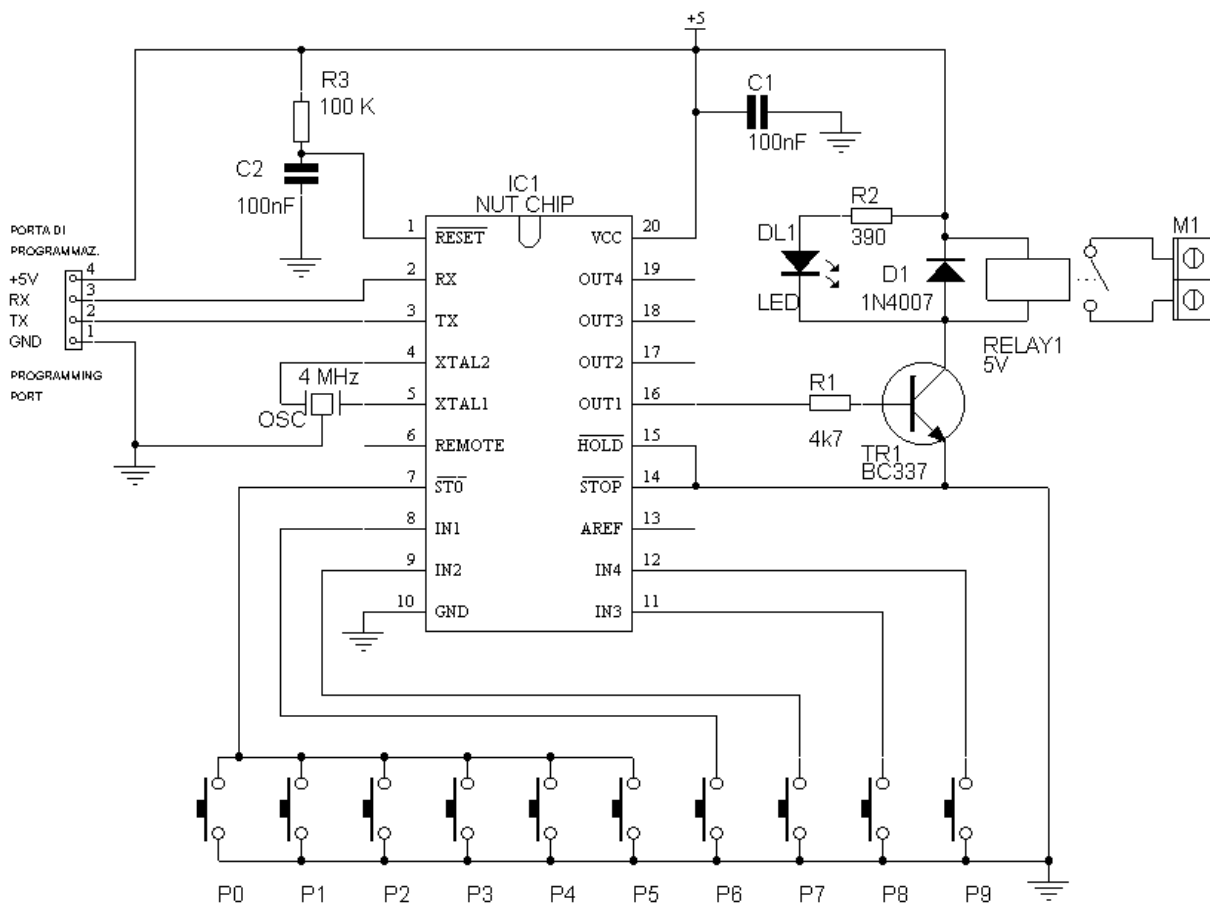 +5
R3
100 K
C2
100nF
C1
100nF
IC1
NUT CHIP
PORTA DI
PROGRAMMAZ.
+5V 4
RX 3
TX 2
GND 1
PROGRAMMING
PORT
1 RESET
2 RX
3 TX
4 XTAL2
5 XTAL1
6 REMOTE
7 ST0
8 IN1
9 IN2
10 GND
VCC 20
OUT4 19
OUT3 18
OUT2 17
OUT1 16
HOLD 15
STOP 14
AREF 13
IN4 12
IN3 11
4 MHz
OSC
R2
390
DL1
LED
D1
1N4007
M1
RELAY1
5V
R1
4k7
TR1
BC337
P0 P1 P2 P3 P4 P5 P6 P7 P8 P9